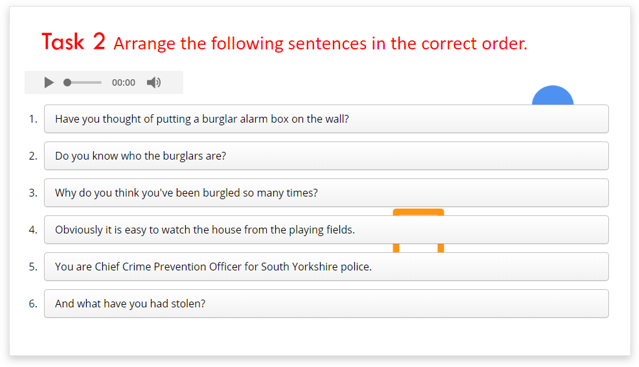 Task 2 Arrange the following sentences in the correct order.
00:00
1. Have you thought of putting a burglar alarm box on the wall?
2. Do you know who the burglars are?
3. Why do you think you've been burgled so many times?
4. Obviously it is easy to watch the house from the playing fields.
5. You are Chief Crime Prevention Officer for South Yorkshire police.
6. And what have you had stolen?